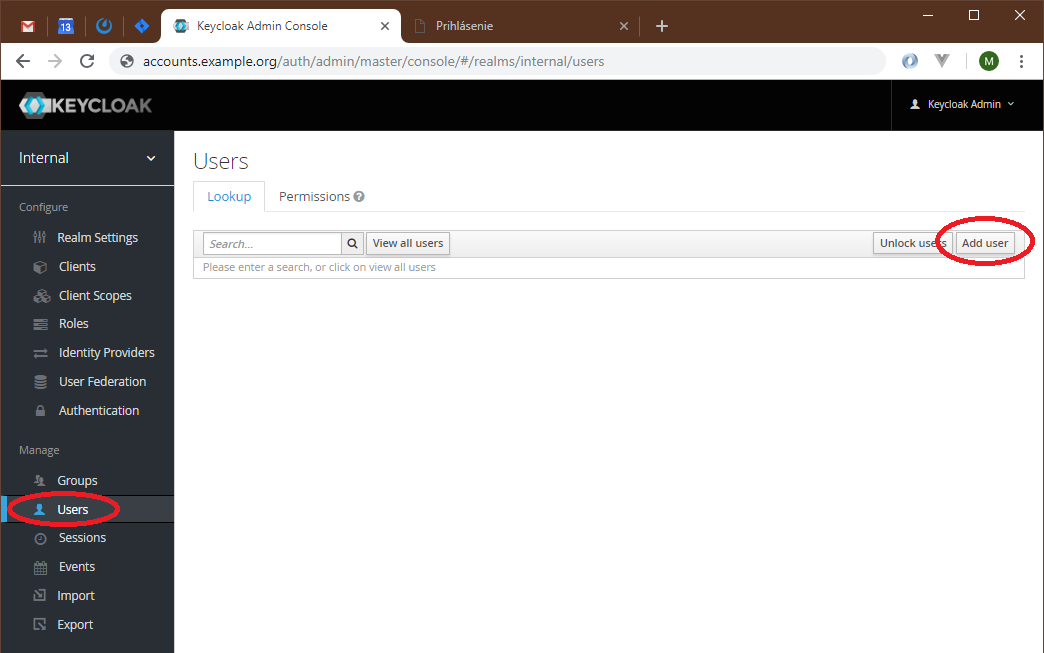 13 Keycloak Admin Console Prihlásenie
accounts.example.org/auth/admin/master/console/#/realms/internal/users M
KEYCLOAK Keycloak Admin
Internal
Users
Lookup Permissions
Configure
Realm Settings
Search... View all users Unlock users Add user
Clients
Please enter a search, or click on view all users
Client Scopes
Roles
Identity Providers
User Federation
Authentication
Manage
Groups
Users
Sessions
Events
Import
Export